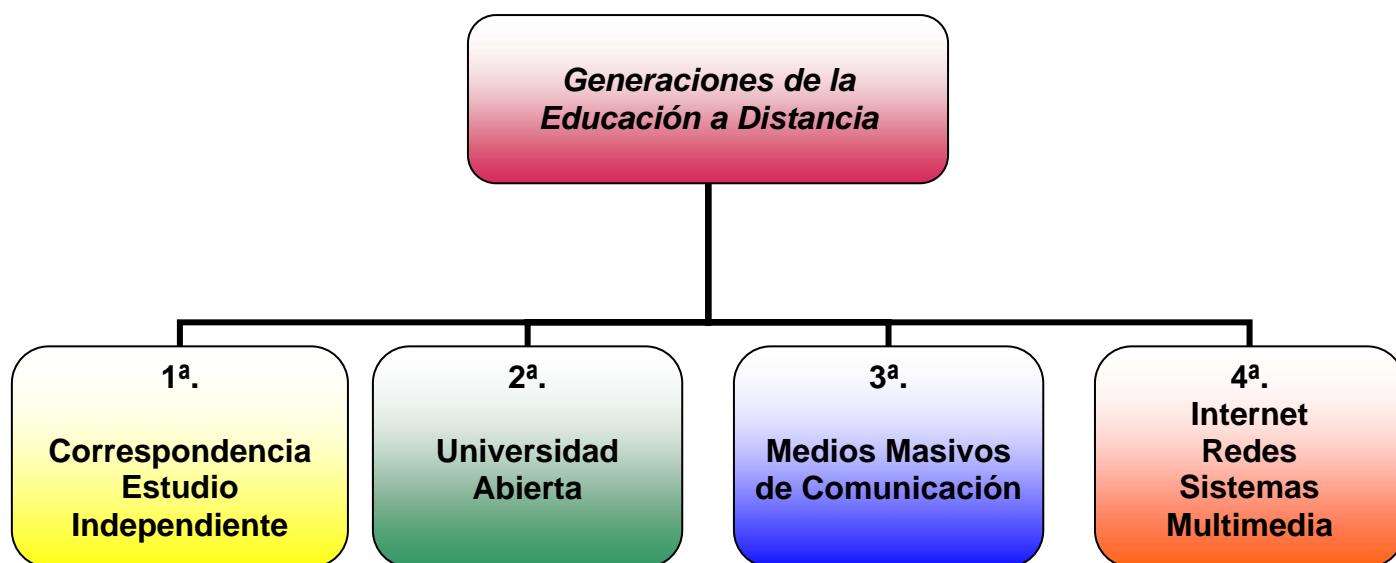 Generaciones de la
Educación a Distancia
1ª.
Correspondencia
Estudio
Independiente
2ª.
Universidad
Abierta
3ª.
Medios Masivos
de Comunicación
4ª.
Internet
Redes
Sistemas
Multimedia